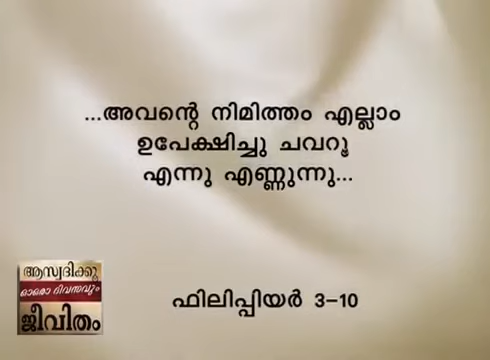 ...അവന്റെ നിമിത്തം എല്ലാം
ഉപേക്ഷിച്ചു ചവറൂ
എന്നു എണ്ണുന്നു...
ഫിലിപ്പിയർ 3-10
ആസ്വദിക്കൂ
ഓരോ ദിവസവും
ജീവിതം